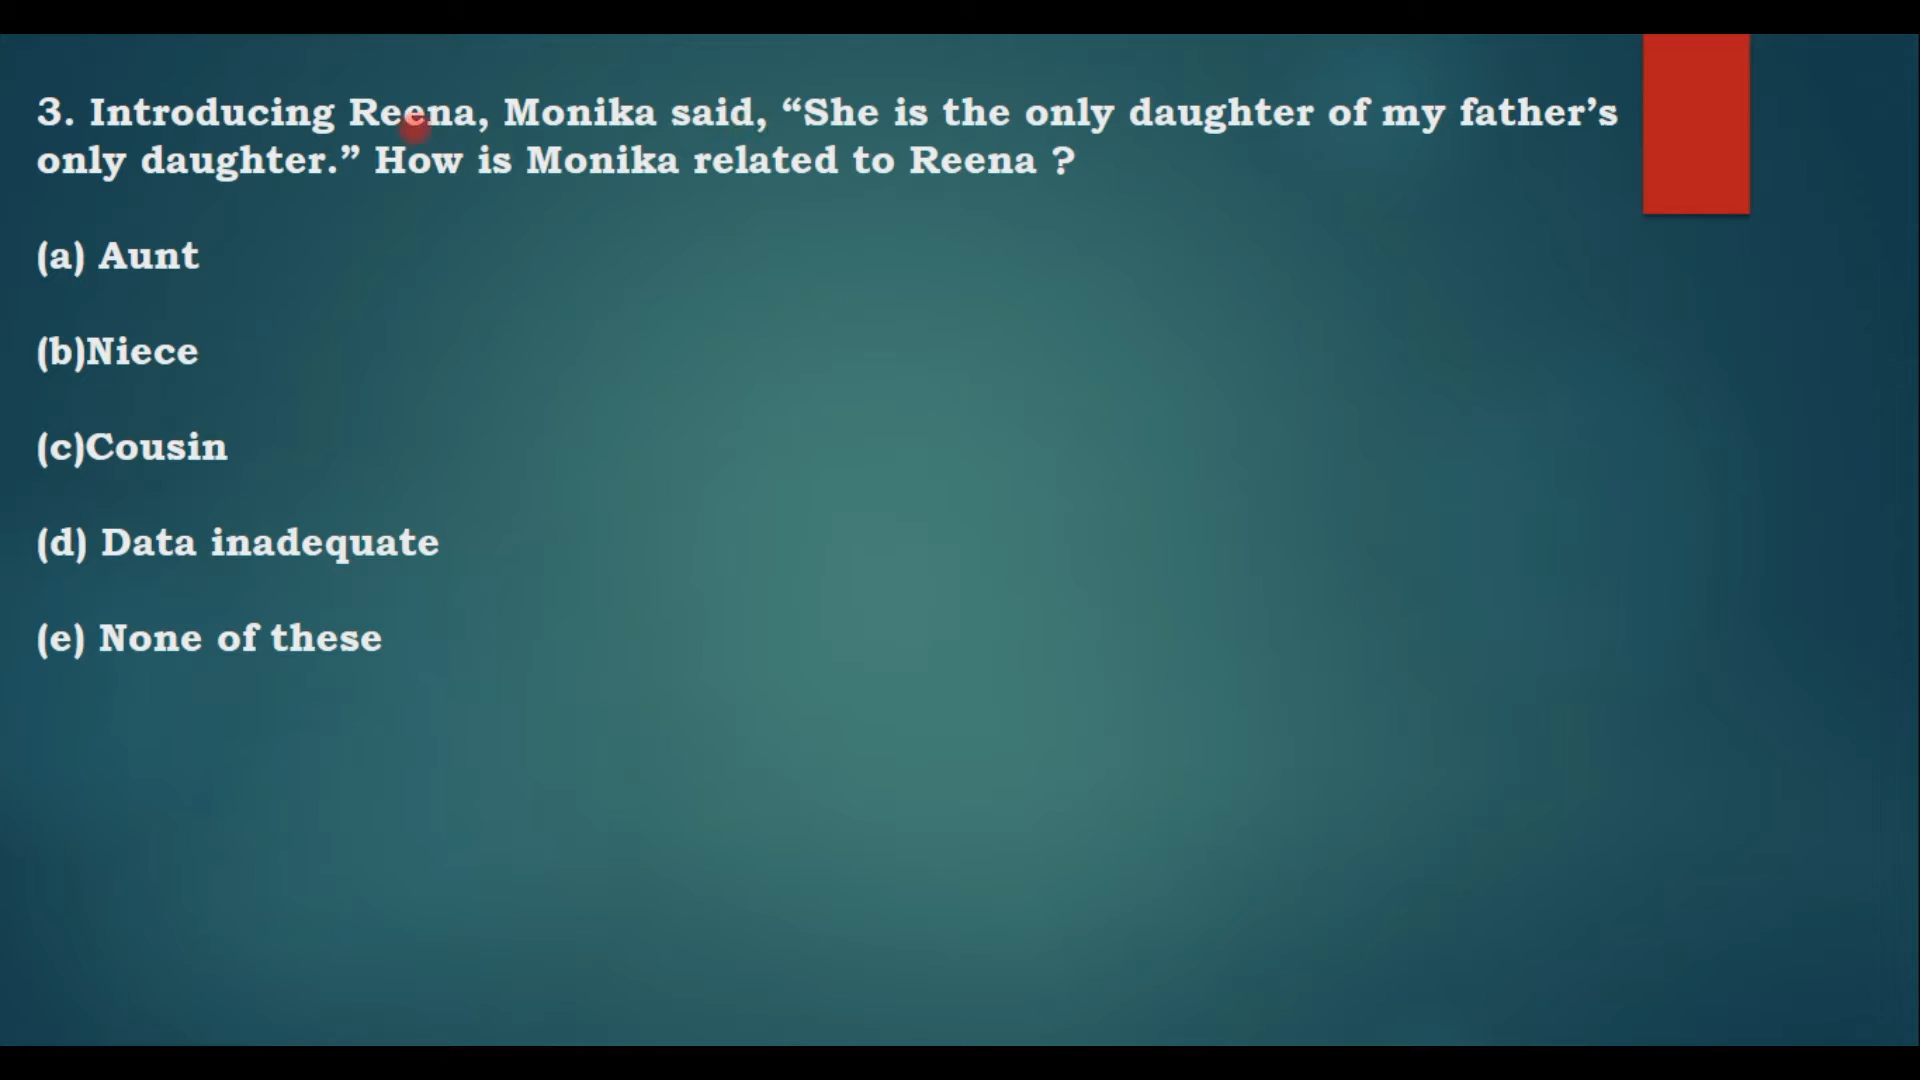 3. Introducing Reena, Monika said, “She is the only daughter of my father’s
only daughter.” How is Monika related to Reena ?
(a) Aunt
(b)Niece
(c)Cousin
(d) Data inadequate
(e) None of these